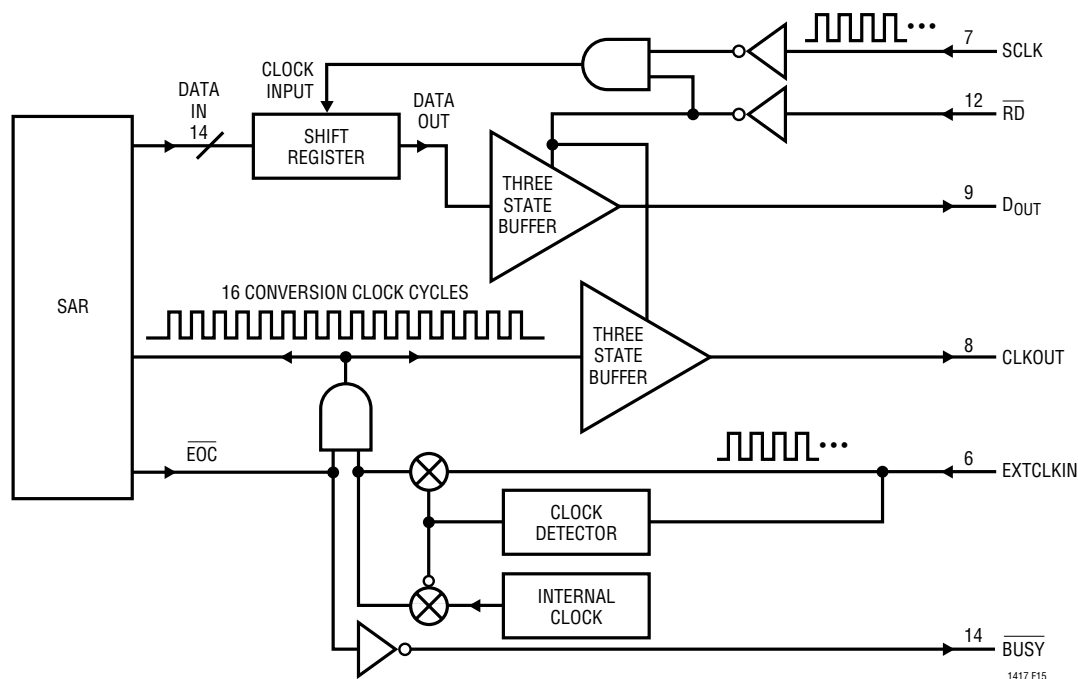 7
SCLK
CLOCK
INPUT
DATA
IN
14
12
RD
DATA
OUT
SHIFT
REGISTER
THREE
STATE
BUFFER
9
DOUT
SAR
16 CONVERSION CLOCK CYCLES
THREE
STATE
BUFFER
8
CLKOUT
EOC
6
EXTCLKIN
CLOCK
DETECTOR
INTERNAL
CLOCK
14
BUSY
1417 F15